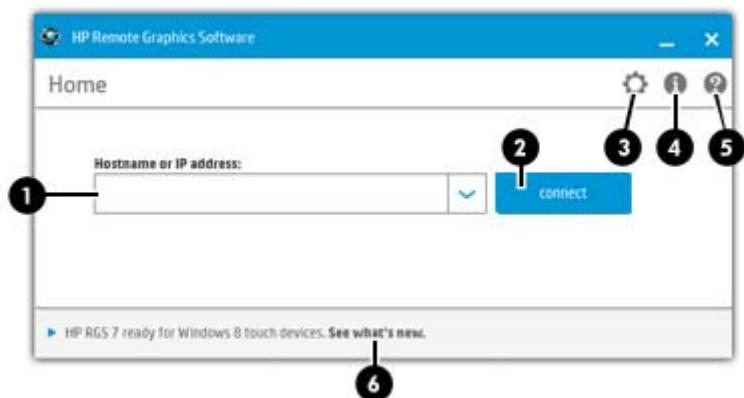 HP Remote Graphics Software
Home
3 4 5
2
Hostname or IP address:
1
connect
HP RGS 7 ready for Windows 8 touch devices. See what's new.
6